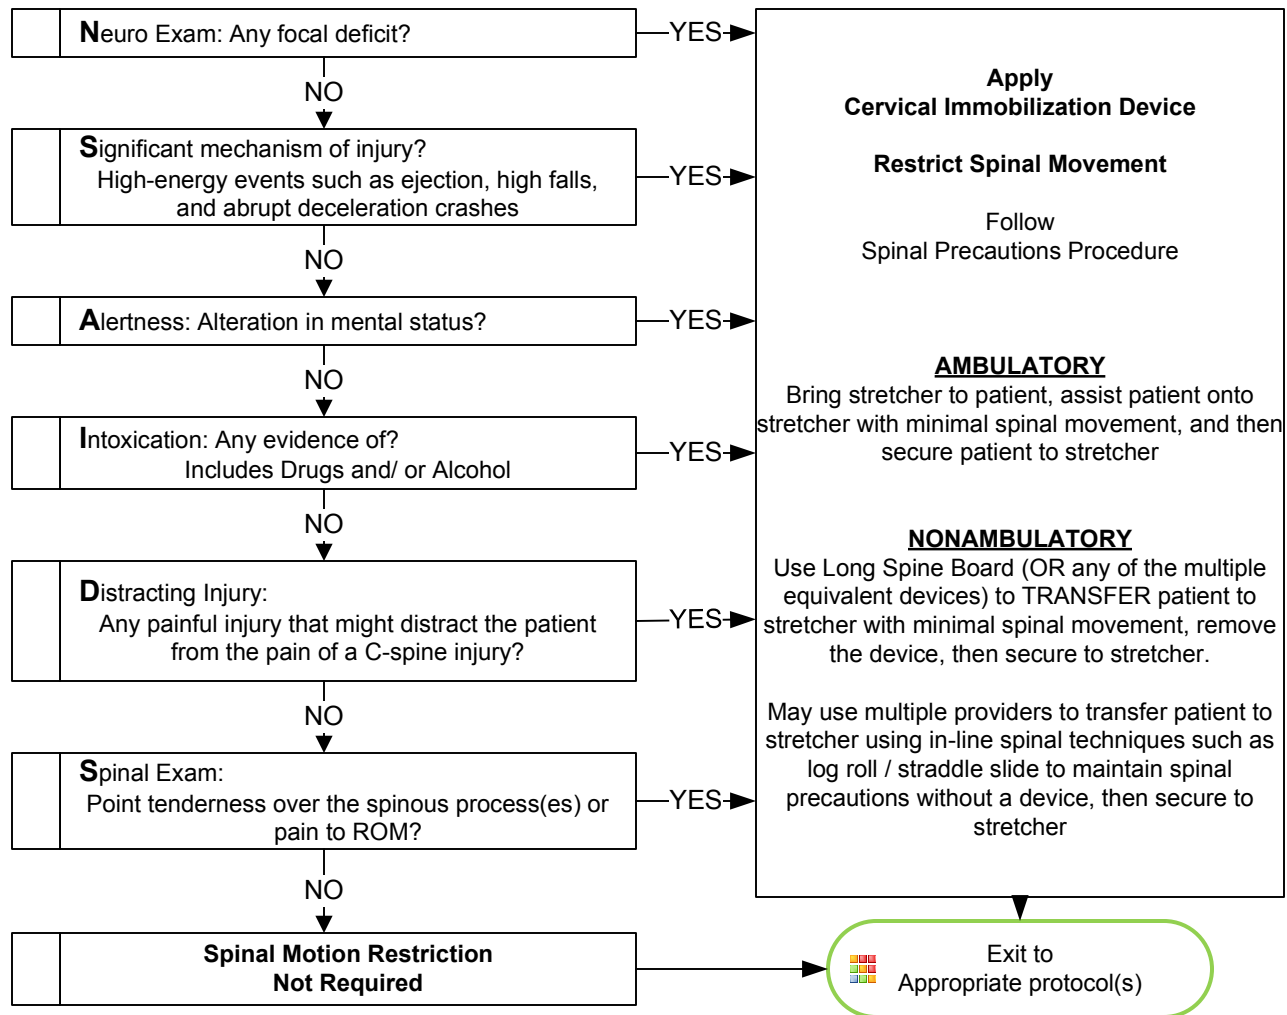 Neuro Exam: Any focal deficit?
YES
NO
Significant mechanism of injury?
High-energy events such as ejection, high falls,
and abrupt deceleration crashes
YES
NO
Alertness: Alteration in mental status?
YES
NO
Intoxication: Any evidence of?
Includes Drugs and/ or Alcohol
YES
NO
Distracting Injury:
Any painful injury that might distract the patient
from the pain of a C-spine injury?
YES
NO
Spinal Exam:
Point tenderness over the spinous process(es) or
pain to ROM?
YES
NO
Spinal Motion Restriction
Not Required
Apply
Cervical Immobilization Device
Restrict Spinal Movement
Follow
Spinal Precautions Procedure
AMBULATORY
Bring stretcher to patient, assist patient onto
stretcher with minimal spinal movement, and then
secure patient to stretcher
NONAMBULATORY
Use Long Spine Board (OR any of the multiple
equivalent devices) to TRANSFER patient to
stretcher with minimal spinal movement, remove
the device, then secure to stretcher.
May use multiple providers to transfer patient to
stretcher using in-line spinal techniques such as
log roll / straddle slide to maintain spinal
precautions without a device, then secure to
stretcher
Exit to
Appropriate protocol(s)